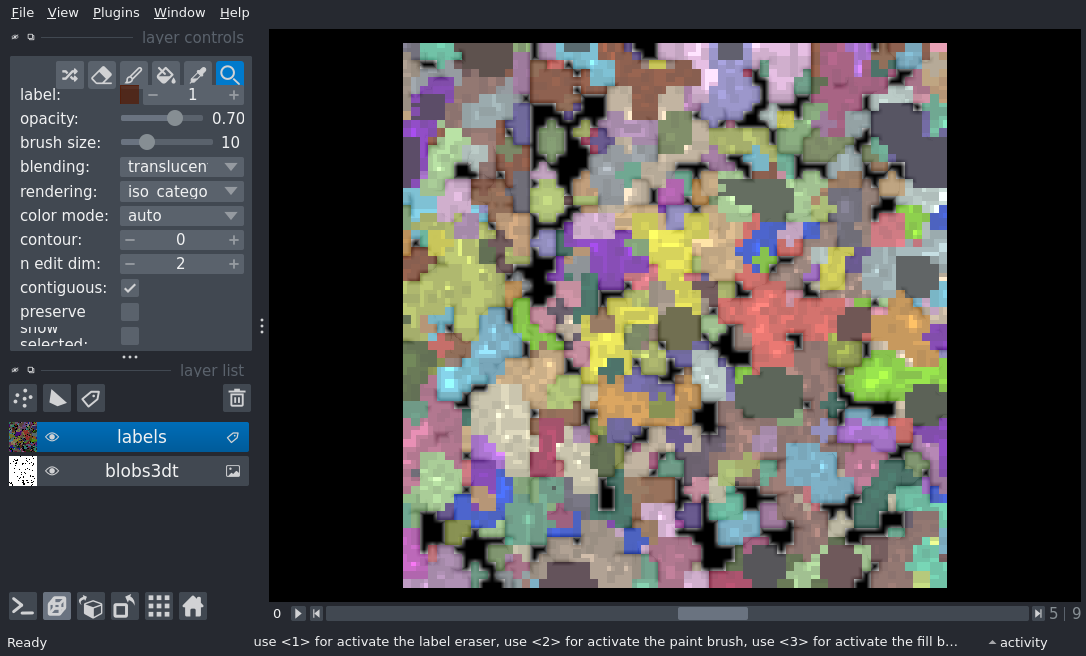 File View Plugins Window Help
layer controls
label: 1
opacity: 0.70
brush size: 10
blending: translucen
rendering: iso catego
color mode: auto
contour: 0
n edit dim: 2
contiguous:
preserve
show
selected:
layer list
labels
blobs3dt
0 5 | 9
Ready use <1> for activate the label eraser, use <2> for activate the paint brush, use <3> for activate the fill b... activity